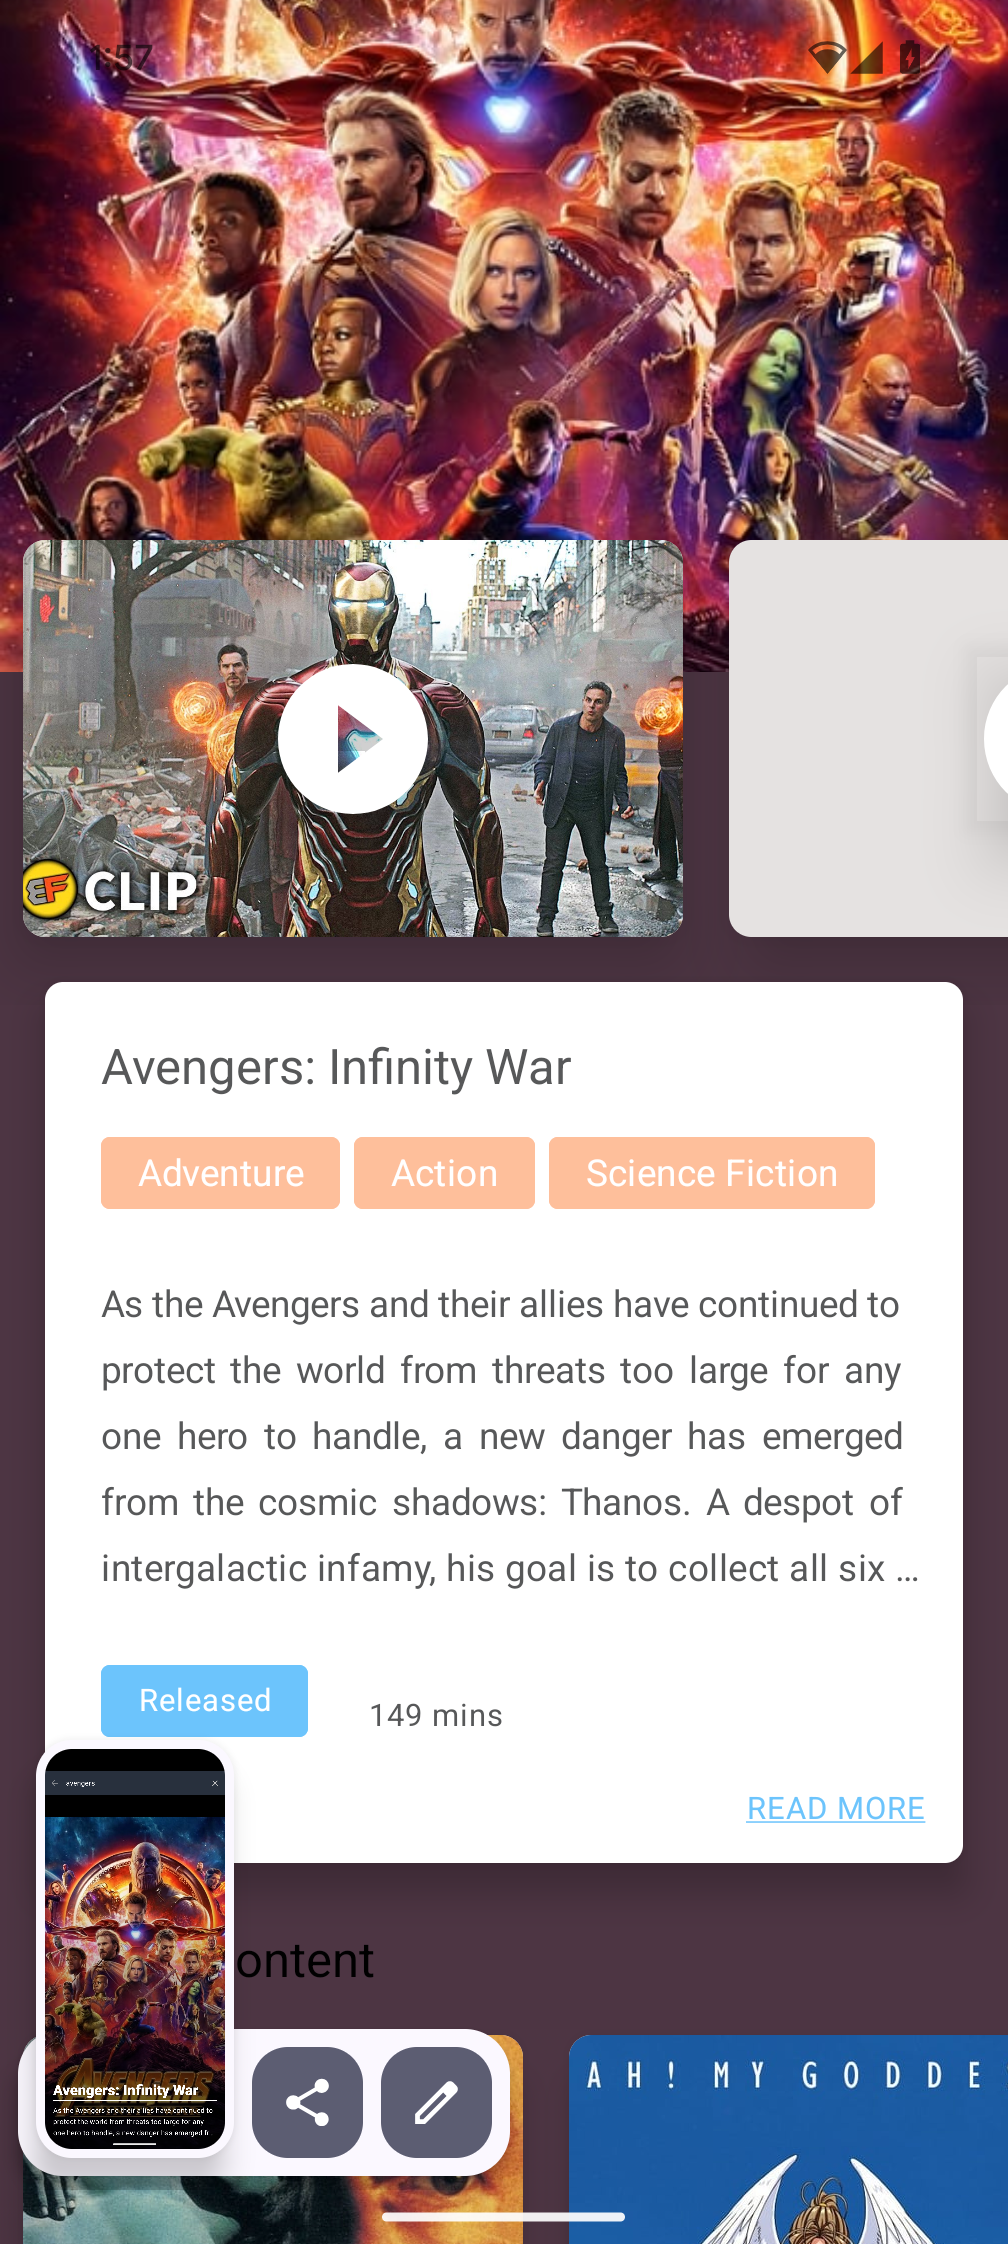 1:57
CLIP
Avengers: Infinity War
Adventure Action Science Fiction
As the Avengers and their allies have continued to
protect the world from threats too large for any
one hero to handle, a new danger has emerged
from the cosmic shadows: Thanos. A despot of
intergalactic infamy, his goal is to collect all six ...
Released
149 mins
READ MORE
avengers
AVENGERS
Avengers: Infinity War
As the Avengers and their allies have continued to
protect the world from threats too large for any
one hero to handle, a new danger has emerged fr...
ontent
AH! MY GODDE